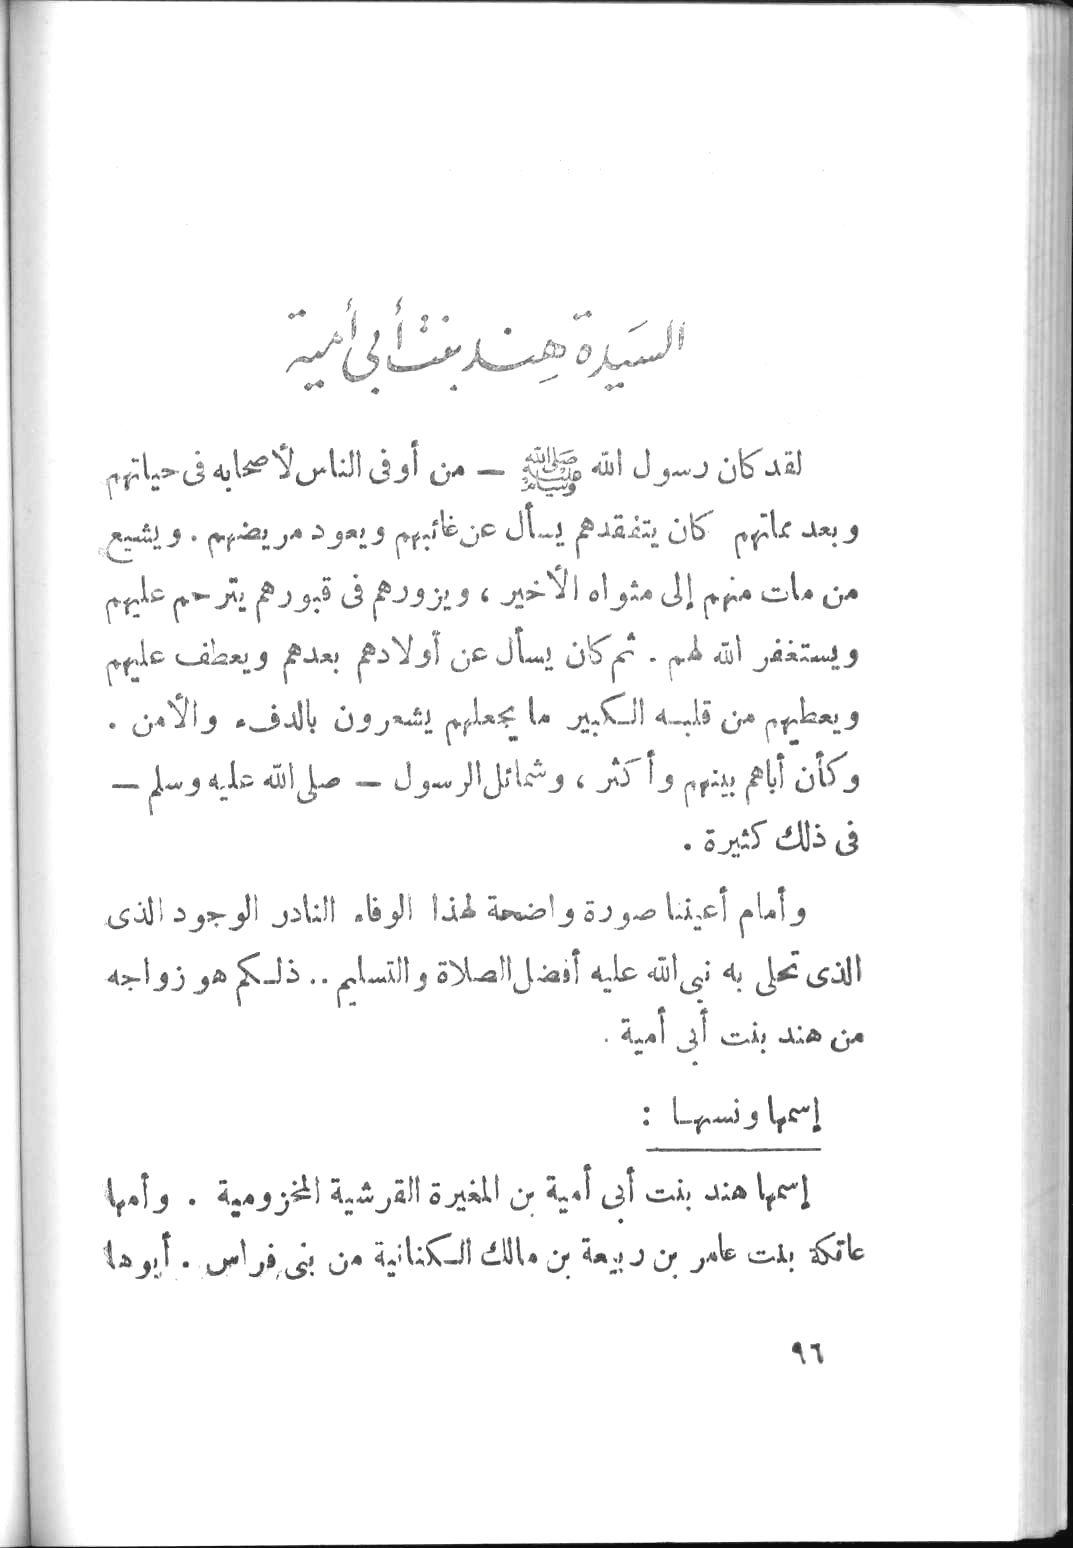 السيدة هند بنت أبي أمية
لقد كان رسول الله ﷺ — من أوفى الناس لأصحابه فى حياتهم
وبعد مماتهم كان يتفقدهم يسأل عن غائبهم ويعود مريضهم . ويشيع
من مات منهم إلى مثواه الأخير ، ويزورهم فى قبورهم يترحم عليهم
ويستغفر الله لهم . ثم كان يسأل عن أولادهم بعدهم ويعطف عليهم
ويعطيهم من قلبه الكبير ما يجعلهم يشعرون بالدفء والأمن .
وكأن أباهم بينهم وأكثر ، وشمائل الرسول — صلى الله عليه وسلم —
فى ذلك كثيرة .
وأمام أعيننا صورة واضحة لهذا الوفاء النادر الوجود الذى
الذى تحلى به نبى الله عليه أفضل الصلاة والتسليم .. ذلكم هو زواجه
من هند بنت أبى أمية .
إسمها ونسبها :
إسمها هند بنت أبى أمية بن المغيرة القرشية المخزومية . وأمها
عاتكة بنت عامر بن ربيعة بن مالك الكنانية من بنى فراس . أبوها
٩٦